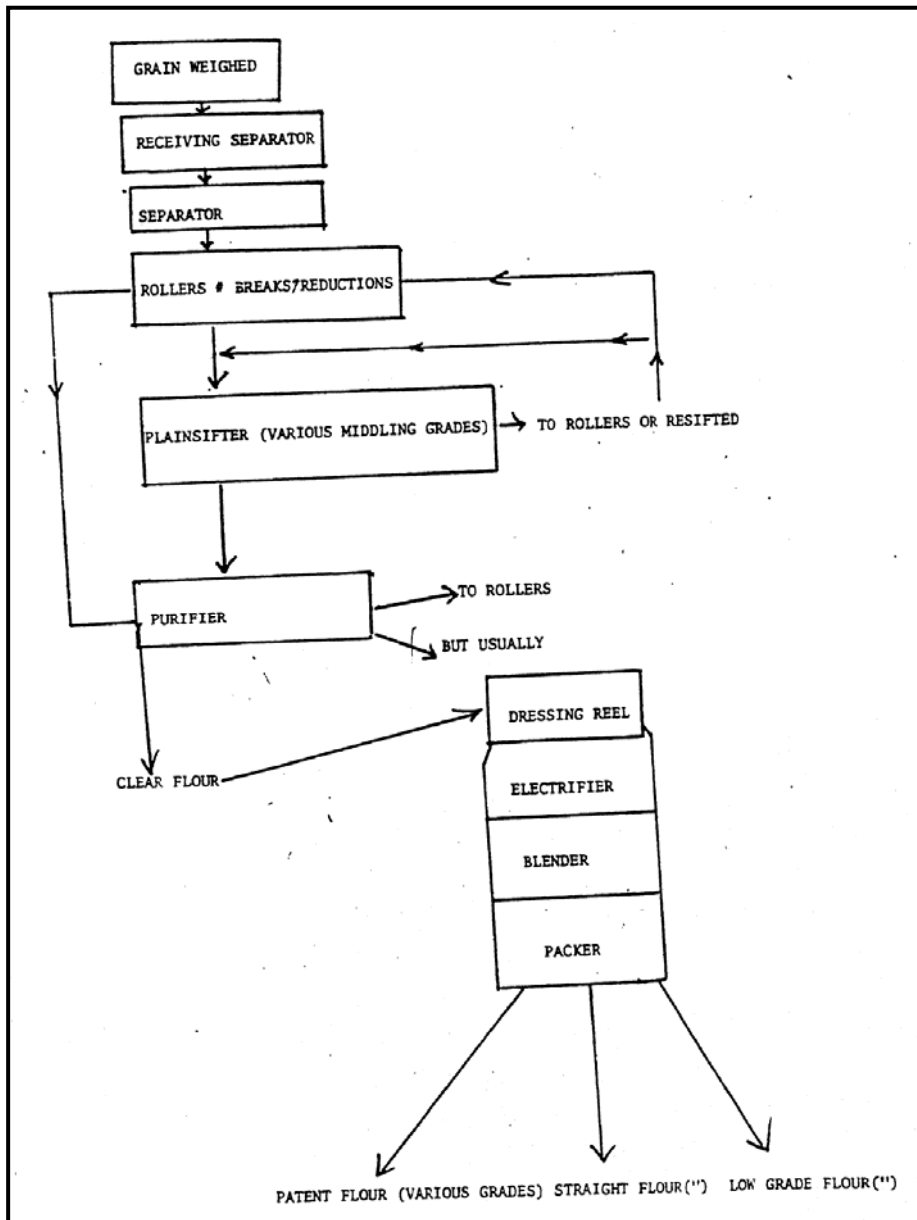 GRAIN WEIGHED
RECEIVING SEPARATOR
SEPARATOR
ROLLERS # BREAKS/REDUCTIONS
PLAINSIFTER (VARIOUS MIDDLING GRADES)
TO ROLLERS OR RESIFTED
TO ROLLERS
PURIFIER
BUT USUALLY
DRESSING REEL
CLEAR FLOUR
ELECTRIFIER
BLENDER
PACKER
PATENT FLOUR (VARIOUS GRADES) STRAIGHT FLOUR(") LOW GRADE FLOUR(")